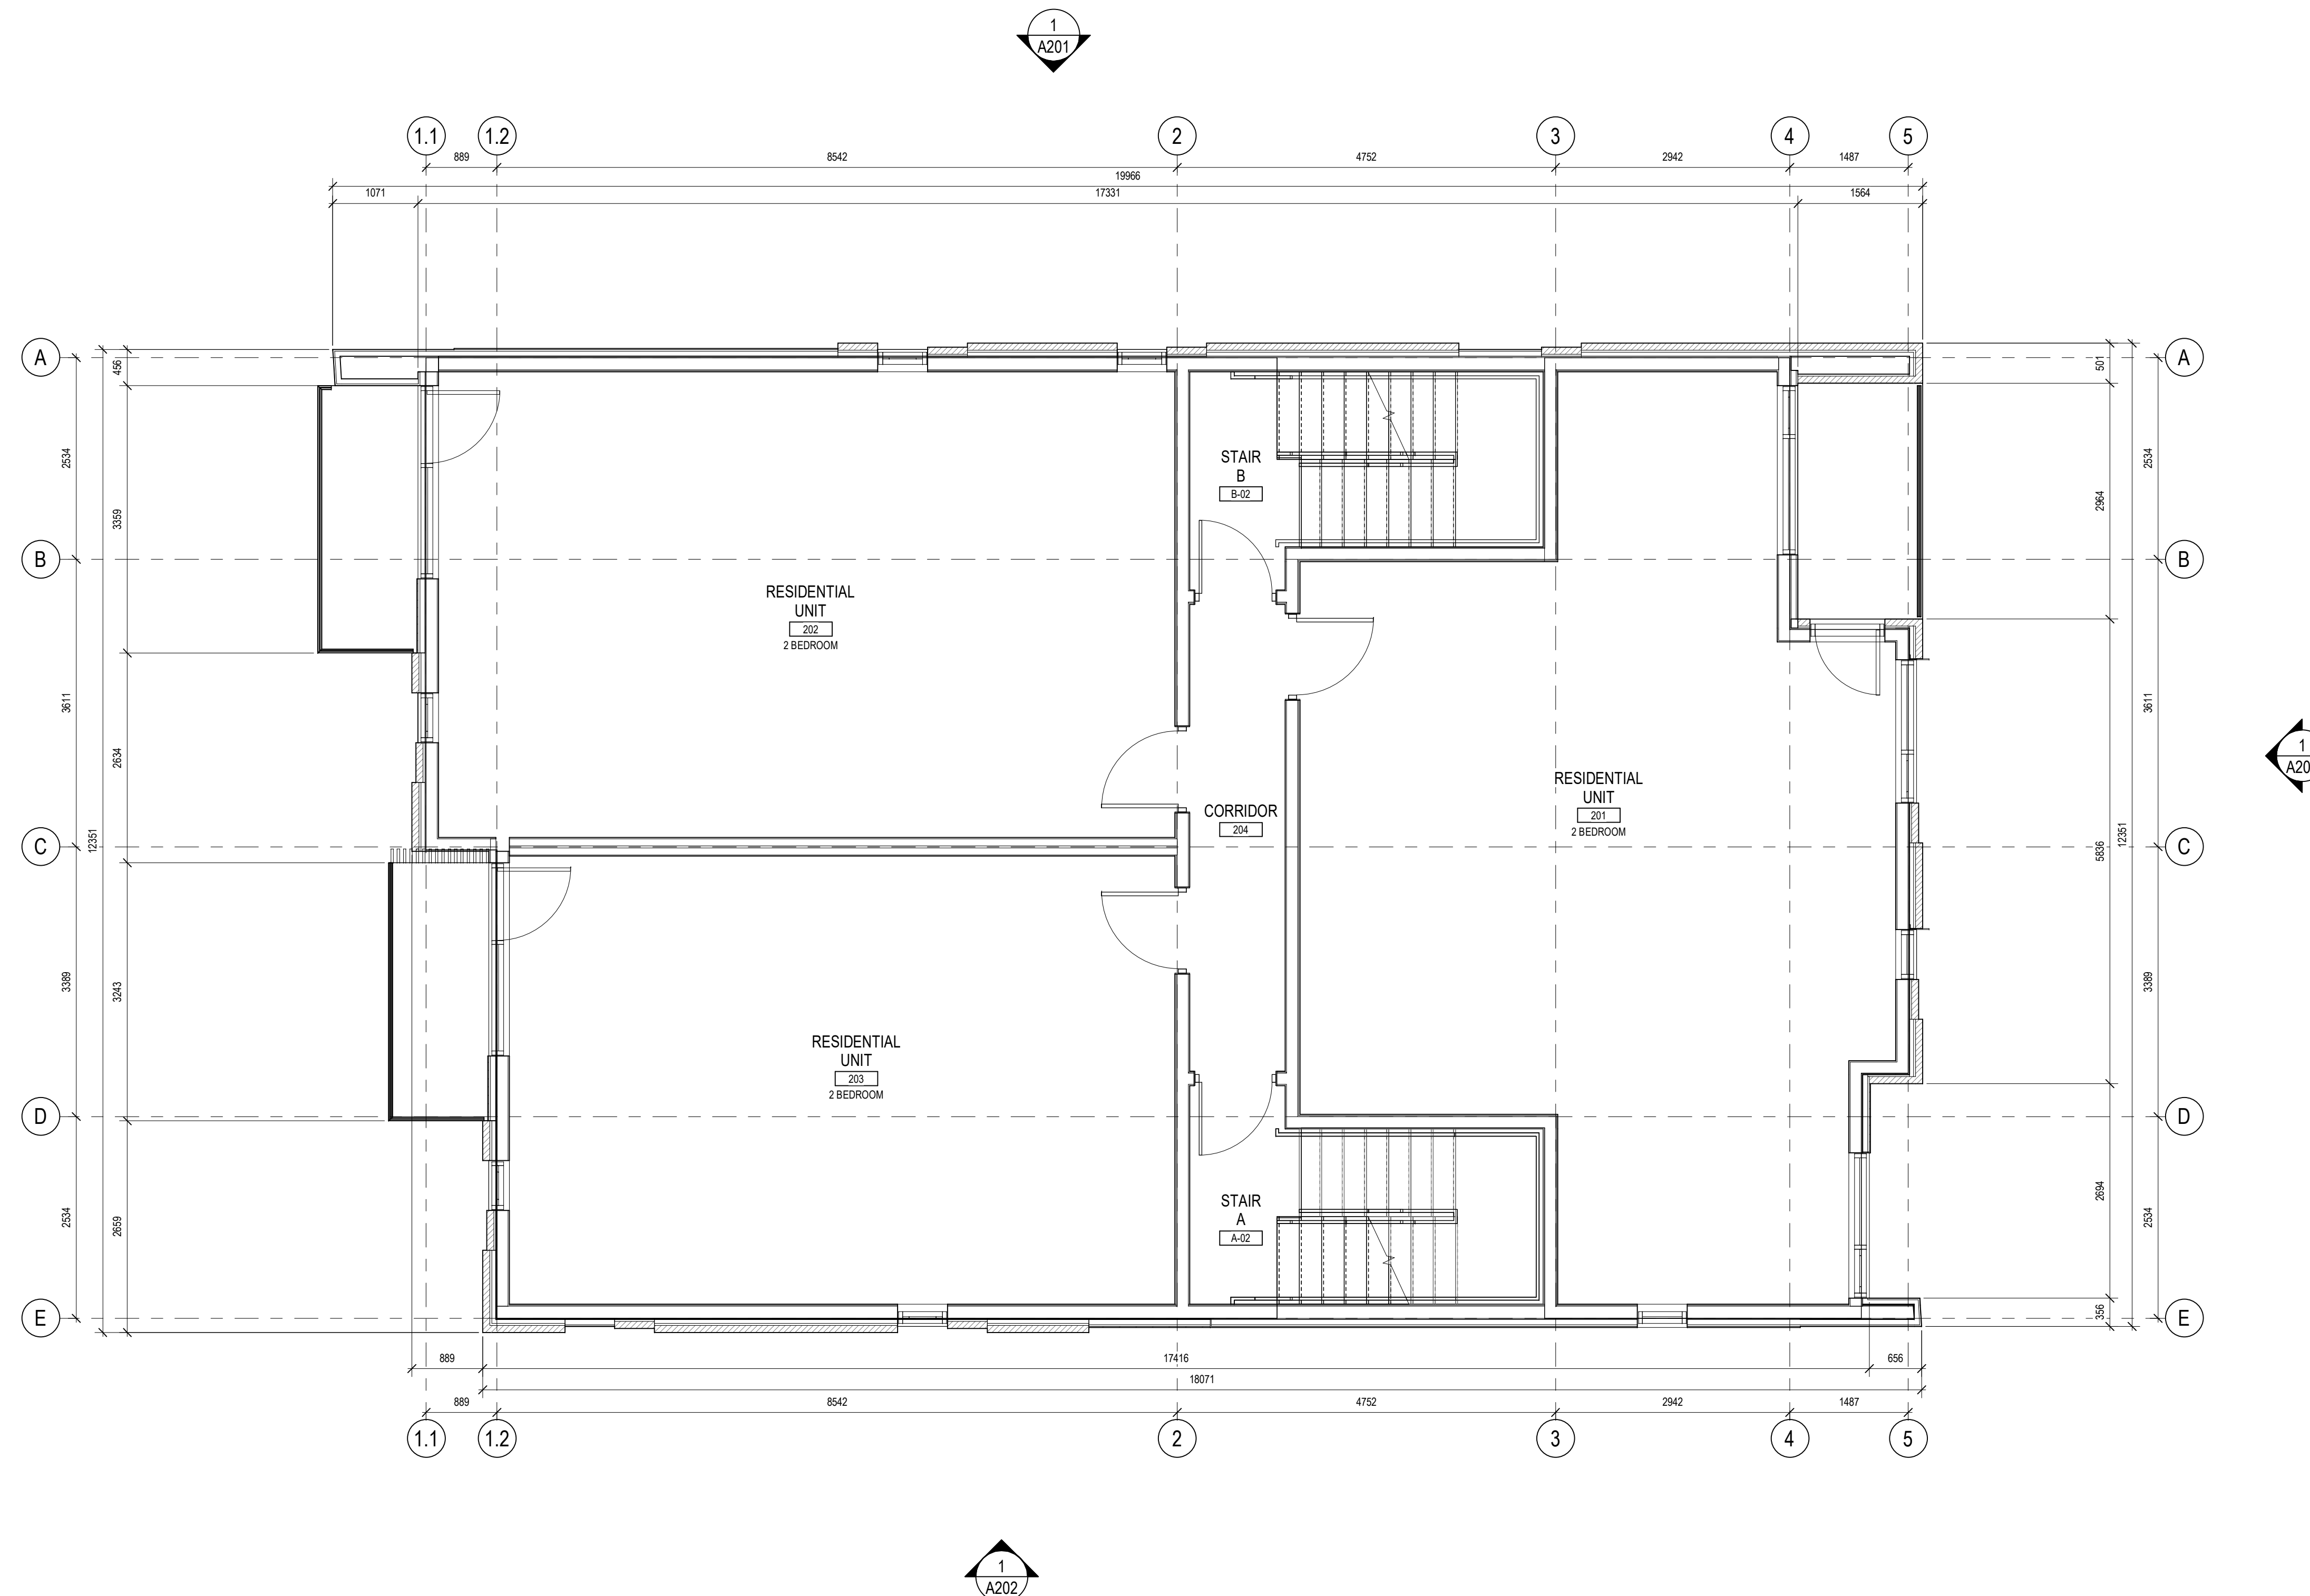 1
A201
1.1
1.2
2
3
4
5
889
8542
4752
2942
1487
19966
1071
17331
1564
A
A
456
501
2534
STAIR
B
B-02
2534
3359
2964
B
B
RESIDENTIAL
UNIT
202
2 BEDROOM
3611
3611
2634
1
RESIDENTIAL
UNIT
201
2 BEDROOM
CORRIDOR
204
12351
12351
C
C
5836
3389
3243
3389
RESIDENTIAL
UNIT
203
2 BEDROOM
D
D
STAIR
A
A-02
2694
2534
2659
2534
E
E
356
889
17416
656
18071
889
8542
4752
2942
1487
1.1
1.2
2
3
4
5
1
A202